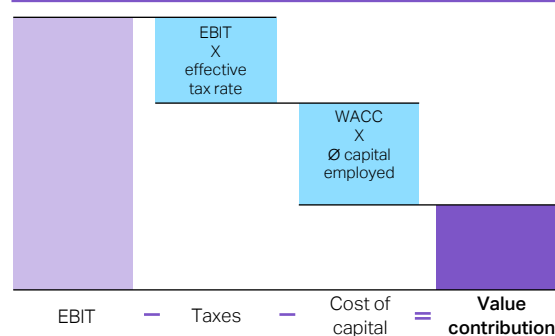 EBIT
X
effective
tax rate
WACC
X
Ø capital
employed
EBIT − Taxes − Cost of capital = Value contribution